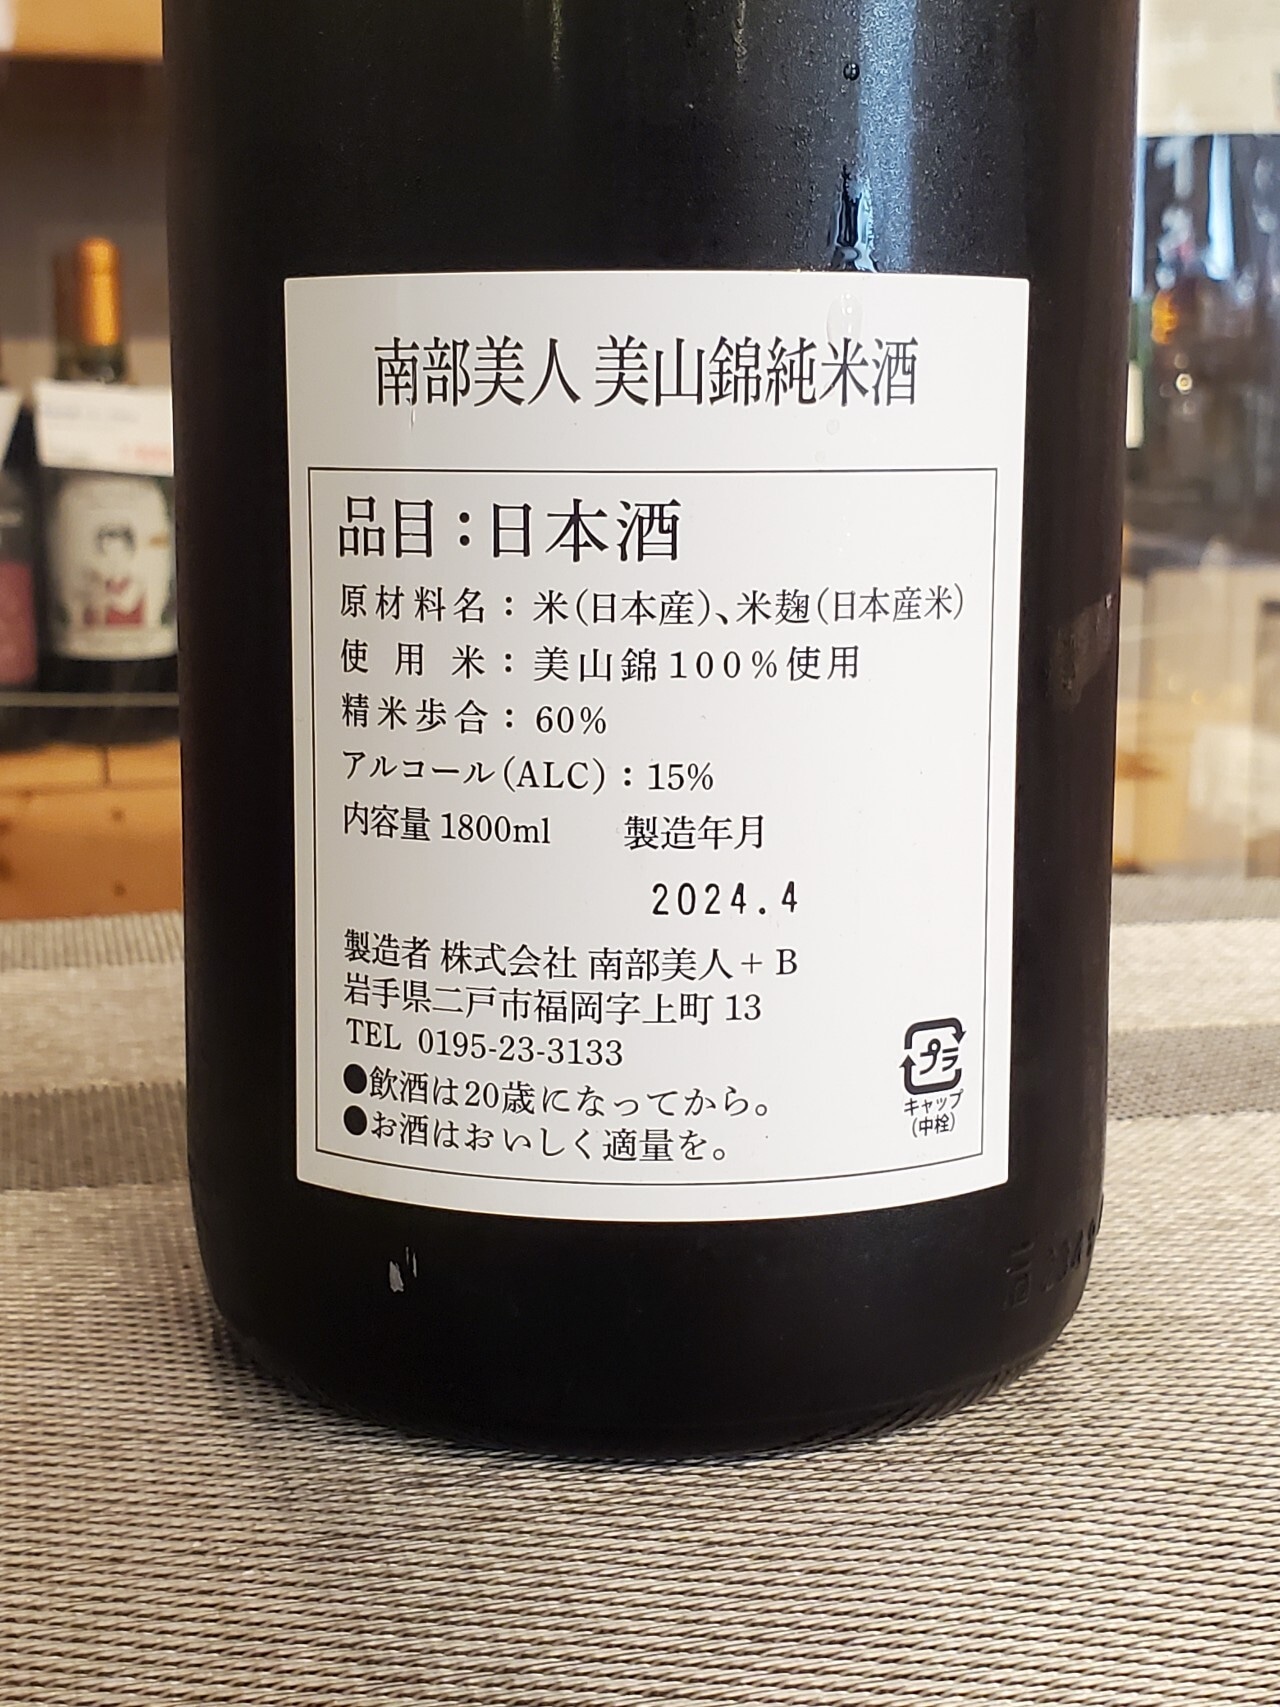 南部美人 美山錦純米酒
品目：日本酒
原材料名：米（日本産）、米麹（日本産米）
使用米：美山錦100%使用
精米歩合：60%
アルコール（ALC）：15%
内容量 1800ml　製造年月
2024.4
製造者 株式会社 南部美人＋B
岩手県二戸市福岡字上町 13
TEL 0195-23-3133
●飲酒は20歳になってから。
●お酒はおいしく適量を。
プラ
キャップ
（中栓）